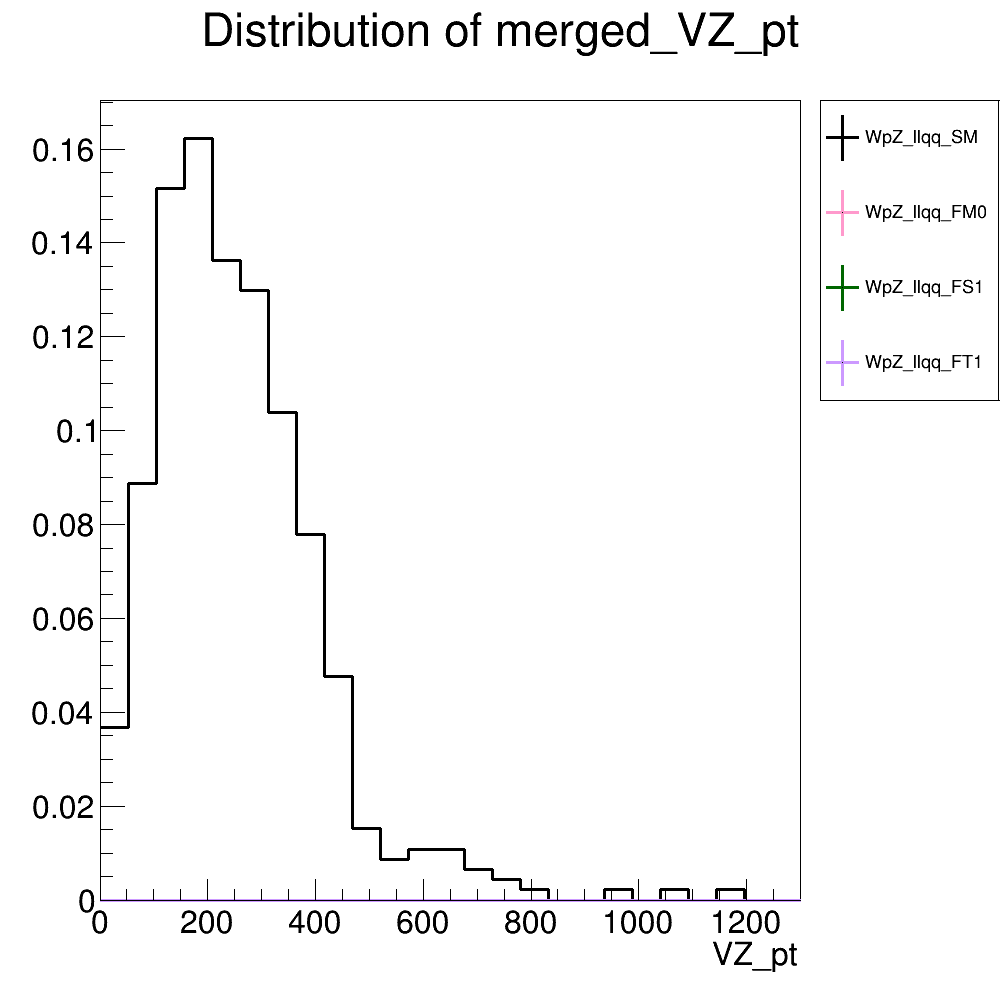 Distribution of merged_VZ_pt
0.16
0.14
0.12
0.1
0.08
0.06
0.04
0.02
0
0 200 400 600 800 1000 1200
VZ_pt
WpZ_llqq_SM
WpZ_llqq_FM0
WpZ_llqq_FS1
WpZ_llqq_FT1